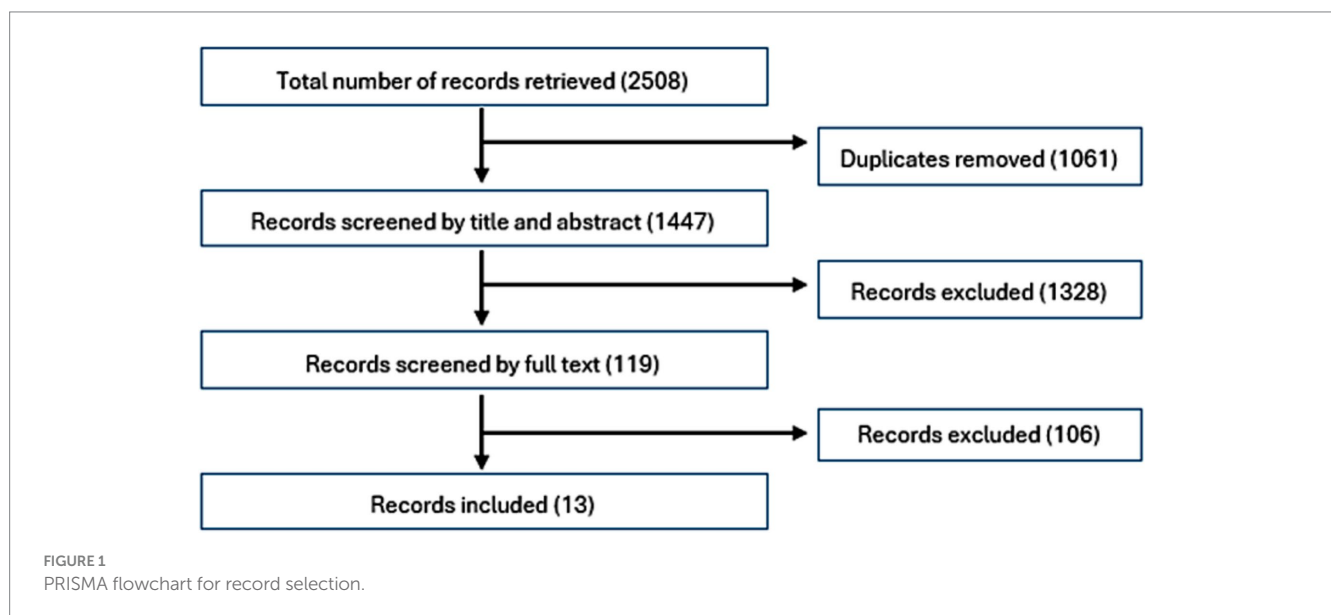 Total number of records retrieved (2508)
Duplicates removed (1061)
Records screened by title and abstract (1447)
Records excluded (1328)
Records screened by full text (119)
Records excluded (106)
Records included (13)
FIGURE 1
PRISMA flowchart for record selection.